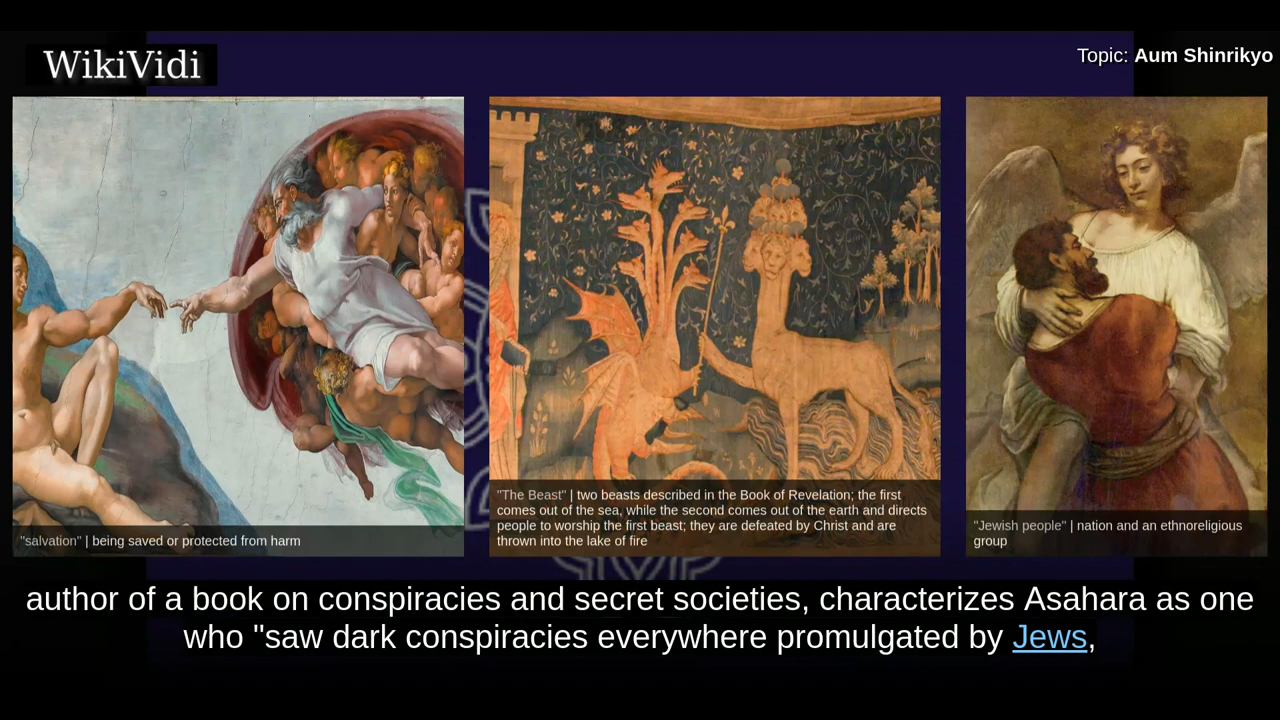 WikiVidi
Topic: Aum Shinrikyo
"salvation" | being saved or protected from harm
"The Beast" | two beasts described in the Book of Revelation; the first
comes out of the sea, while the second comes out of the earth and directs
people to worship the first beast; they are defeated by Christ and are
thrown into the lake of fire
"Jewish people" | nation and an ethnoreligious
group
author of a book on conspiracies and secret societies, characterizes Asahara as one
who "saw dark conspiracies everywhere promulgated by Jews,